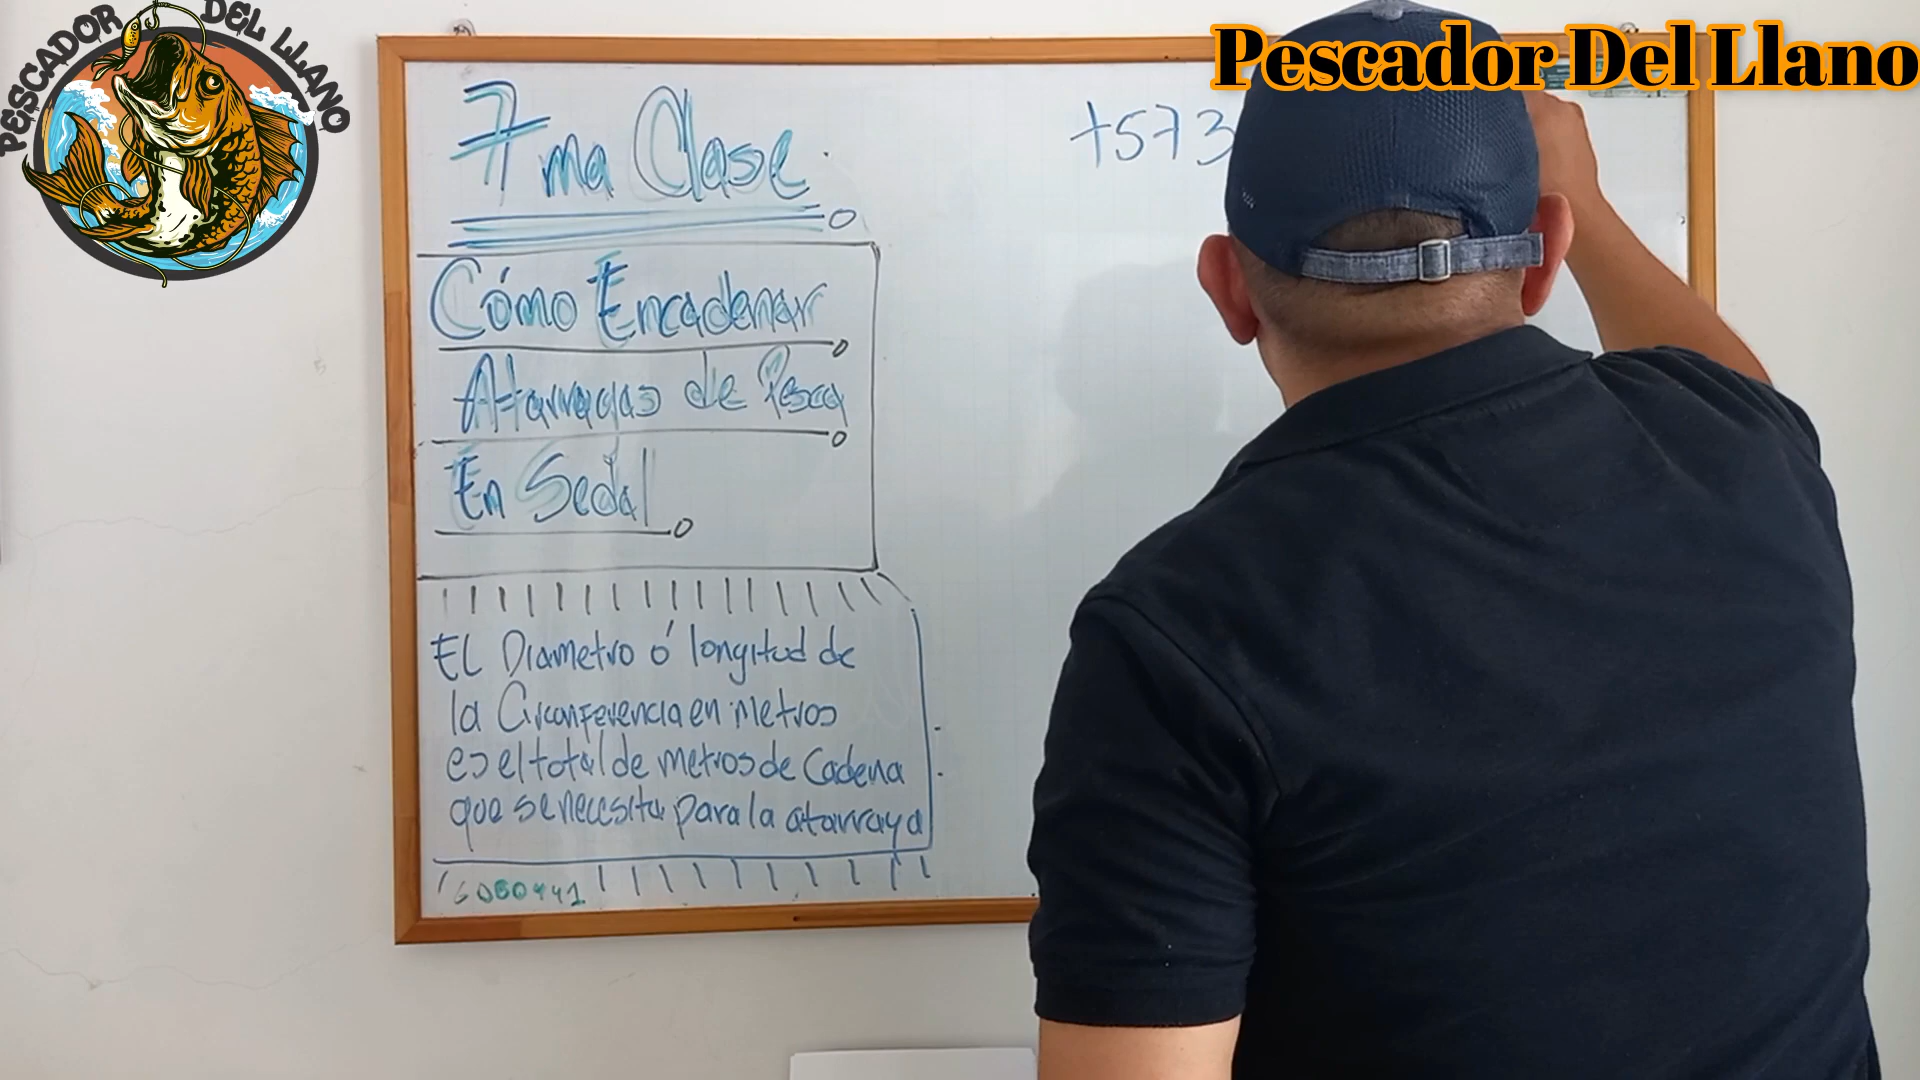 PESCADOR DEL LLANO
Pescador Del Llano
7ma Clase
+573
Cómo Encadenar
Atarrayas de Pesca
En Sedal
El Diametro ó longitud de
la Circunferencia en metros
es el total de metros de Cadena
que se necesita para la atarraya